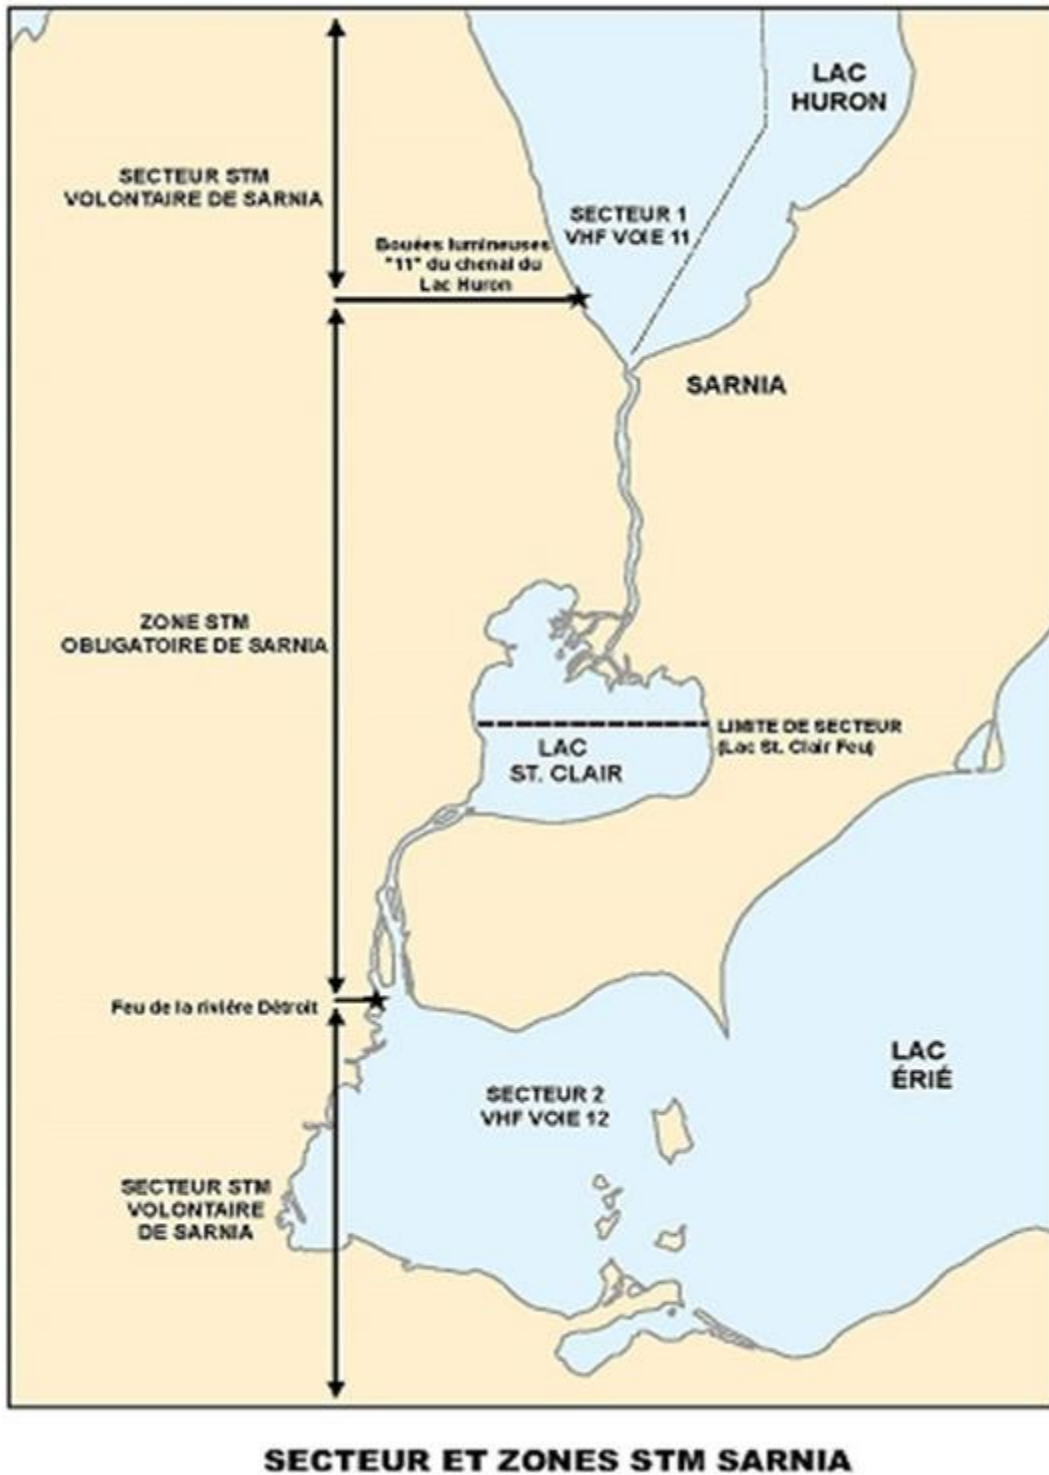 LAC
HURON
SECTEUR STM
VOLONTAIRE DE SARNIA
SECTEUR 1
VHF VOIE 11
Bouées lumineuses
"11" du chenal du
Lac Huron
SARNIA
ZONE STM
OBLIGATOIRE DE SARNIA
LIMITE DE SECTEUR
(Lac St. Clair Feu)
LAC
ST. CLAIR
Feu de la rivière Détroit
LAC
ÉRIÉ
SECTEUR 2
VHF VOIE 12
SECTEUR STM
VOLONTAIRE
DE SARNIA
SECTEUR ET ZONES STM SARNIA